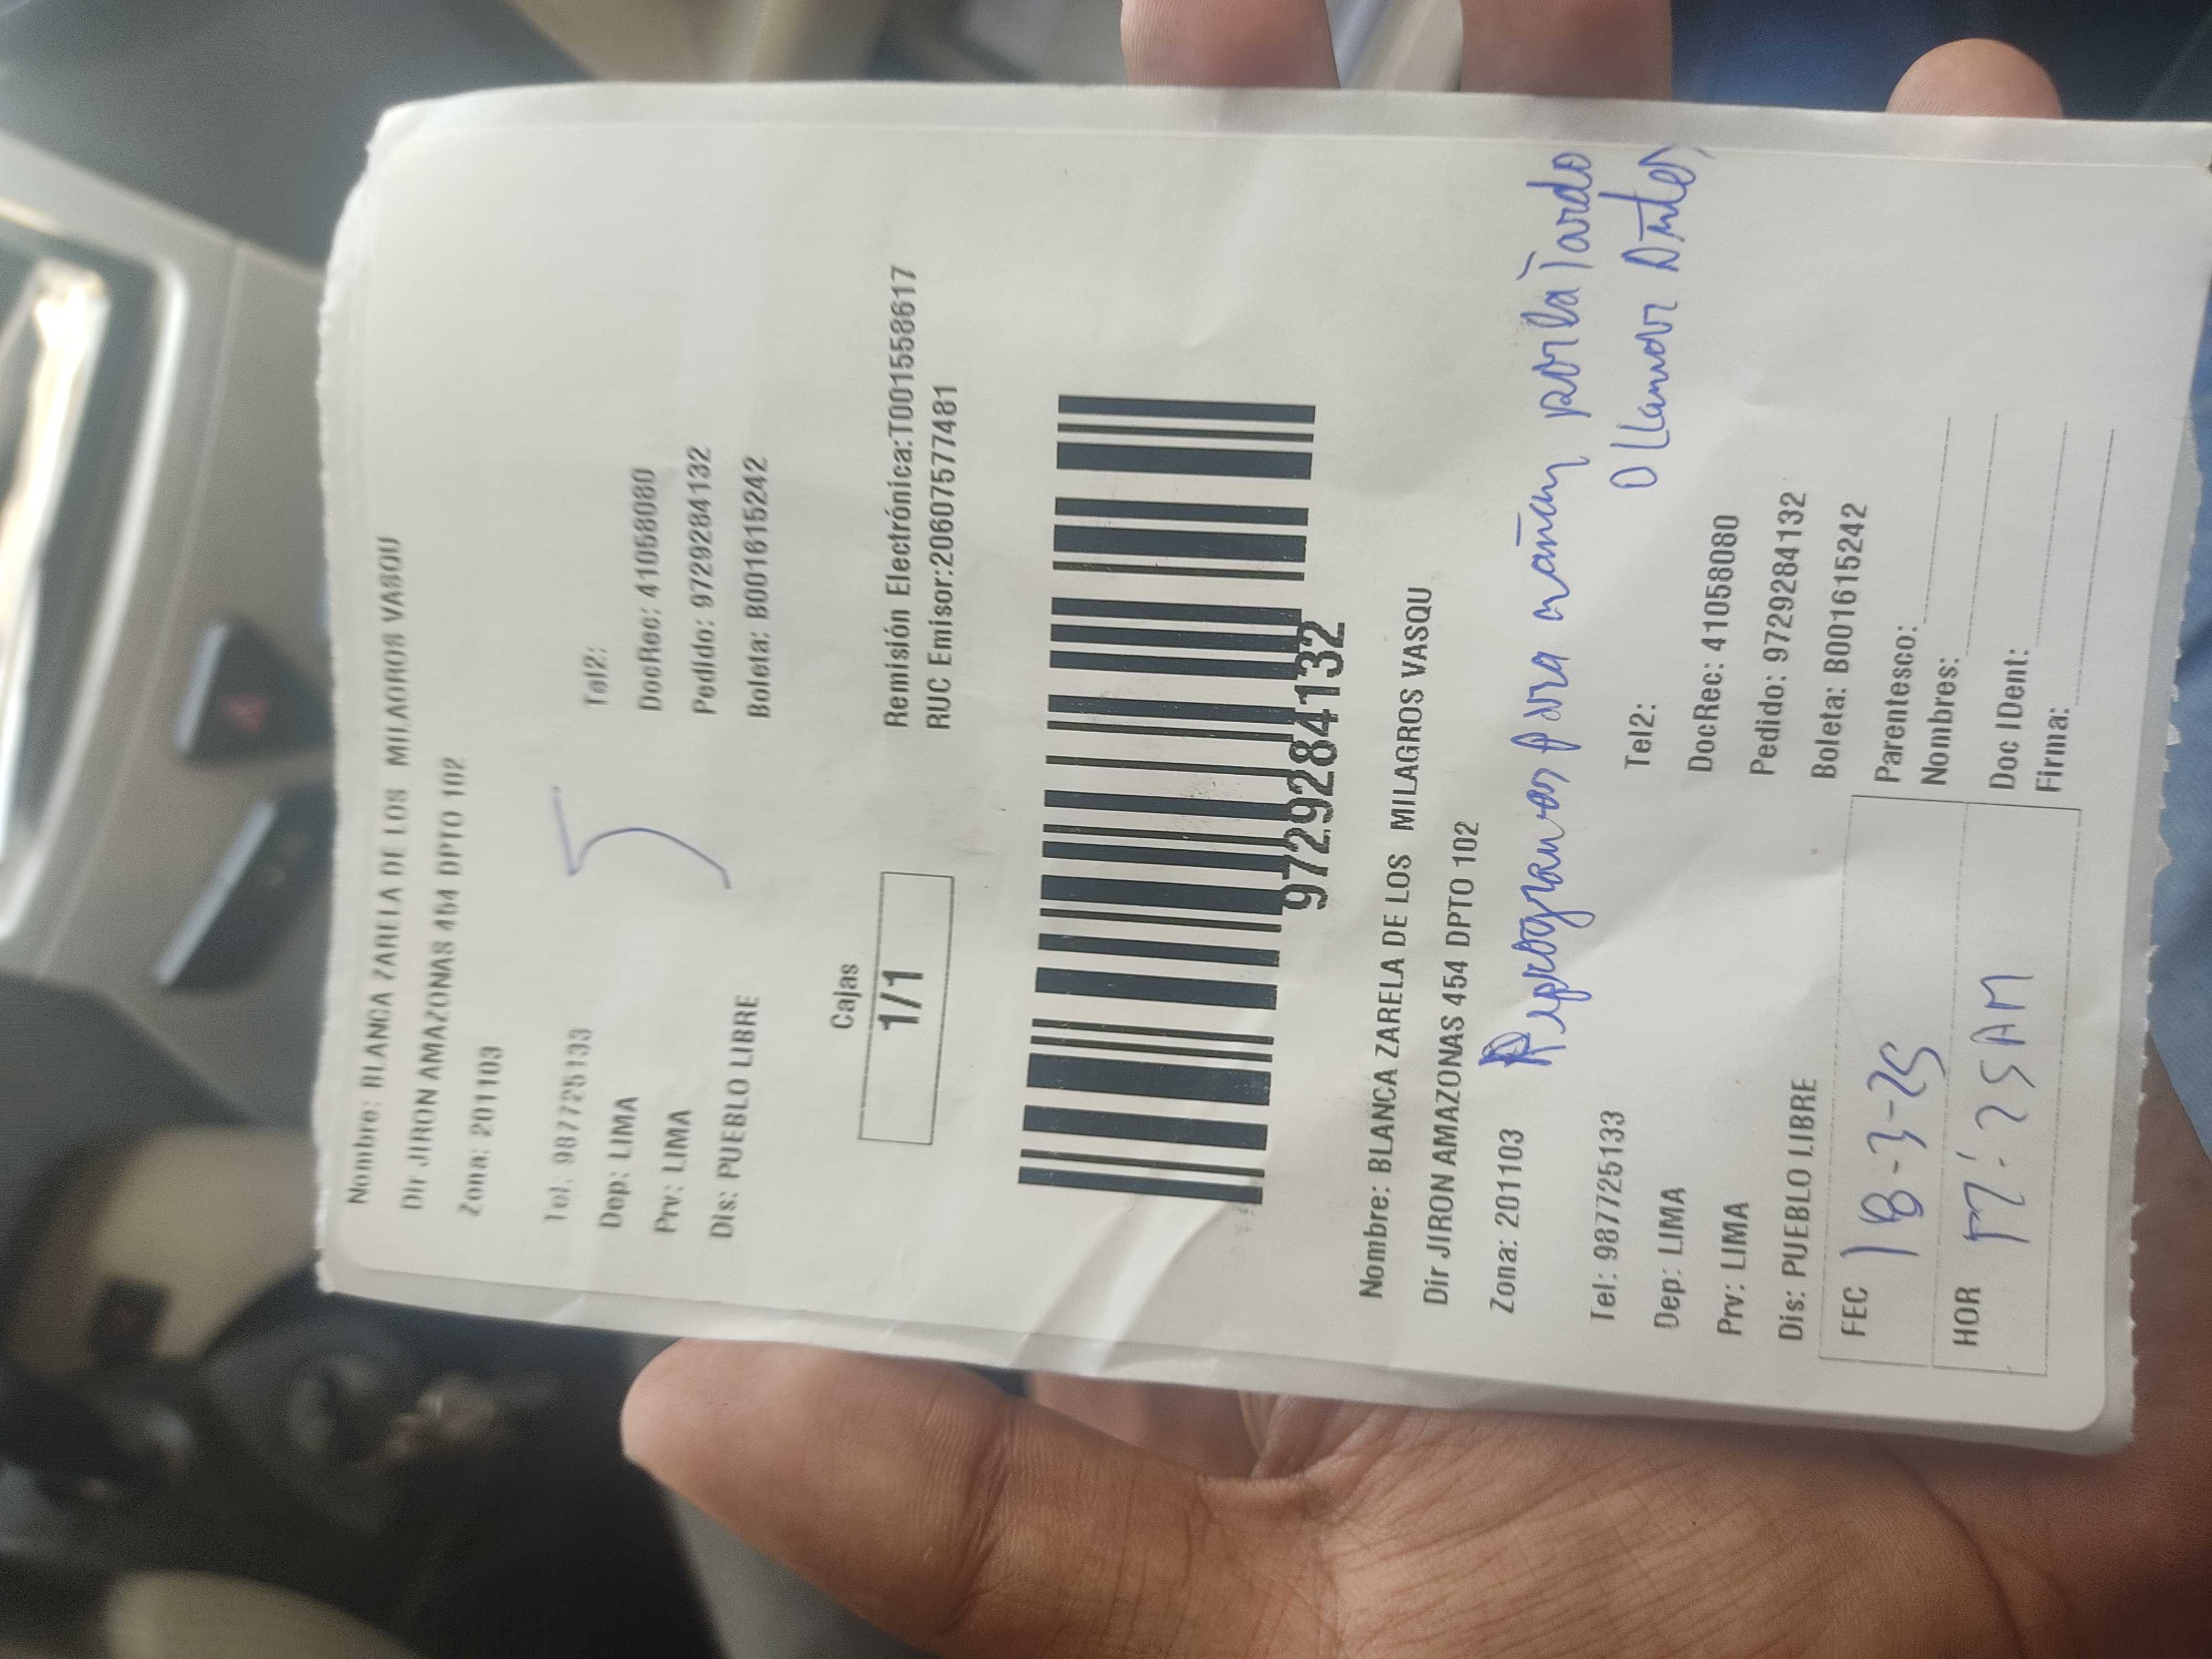 Nombre: BLANCA ZARELA DE LOS MILAGROS VASQU
Dir JIRON AMAZONAS 454 DPTO 102
Zona: 201103
Tel: 987725133
Tel2:
Dep: LIMA
DocRec: 41058080
Prv: LIMA
Pedido: 9729284132
Dis: PUEBLO LIBRE
Boleta: B001615242
5
Cajas
1/1
Remisión Electrónica:T001558617
RUC Emisor:20607577481
9729284132
Nombre: BLANCA ZARELA DE LOS MILAGROS VASQU
Dir JIRON AMAZONAS 454 DPTO 102
Zona: 201103
Reprogramar para mañan por la Tarde
O llamar Antes
Tel: 987725133
Tel2:
Dep: LIMA
DocRec: 41058080
Prv: LIMA
Pedido: 9729284132
Dis: PUEBLO LIBRE
Boleta: B001615242
FEC 18-3-25
Parentesco:
Nombres:
HOR :25AM
Doc IDent:
Firma: